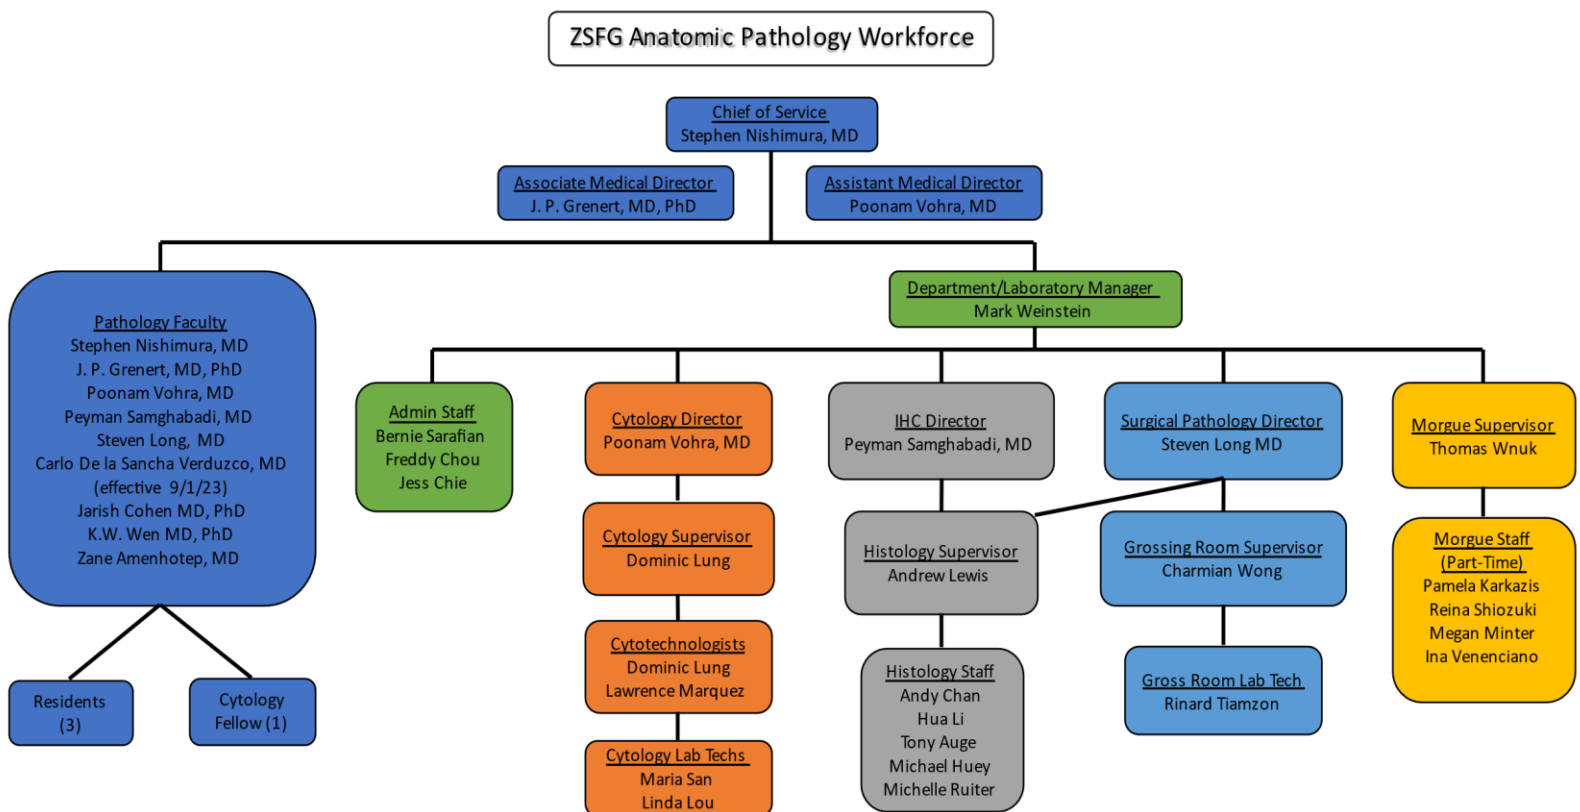 ZSFG Anatomic Pathology Workforce
Chief of Service
Stephen Nishimura, MD
Associate Medical Director
J. P. Grenert, MD, PhD
Assistant Medical Director
Poonam Vohra, MD
Pathology Faculty
Stephen Nishimura, MD
J. P. Grenert, MD, PhD
Poonam Vohra, MD
Peyman Samghabadi, MD
Steven Long, MD
Carlo De la Sancha Verduzco, MD
(effective 9/1/23)
Jarish Cohen MD, PhD
K.W. Wen MD, PhD
Zane Amenhotep, MD
Residents
(3)
Cytology
Fellow (1)
Department/Laboratory Manager
Mark Weinstein
Admin Staff
Bernie Sarafian
Freddy Chou
Jess Chie
Cytology Director
Poonam Vohra, MD
Cytology Supervisor
Dominic Lung
Cytotechnologists
Dominic Lung
Lawrence Marquez
Cytology Lab Techs
Maria San
Linda Lou
IHC Director
Peyman Samghabadi, MD
Histology Supervisor
Andrew Lewis
Histology Staff
Andy Chan
Hua Li
Tony Auge
Michael Huey
Michelle Ruiter
Surgical Pathology Director
Steven Long MD
Grossing Room Supervisor
Charmian Wong
Gross Room Lab Tech
Rinard Tiamzon
Morgue Supervisor
Thomas Wnuk
Morgue Staff
(Part-Time)
Pamela Karkazis
Reina Shiozuki
Megan Minter
Ina Venenciano